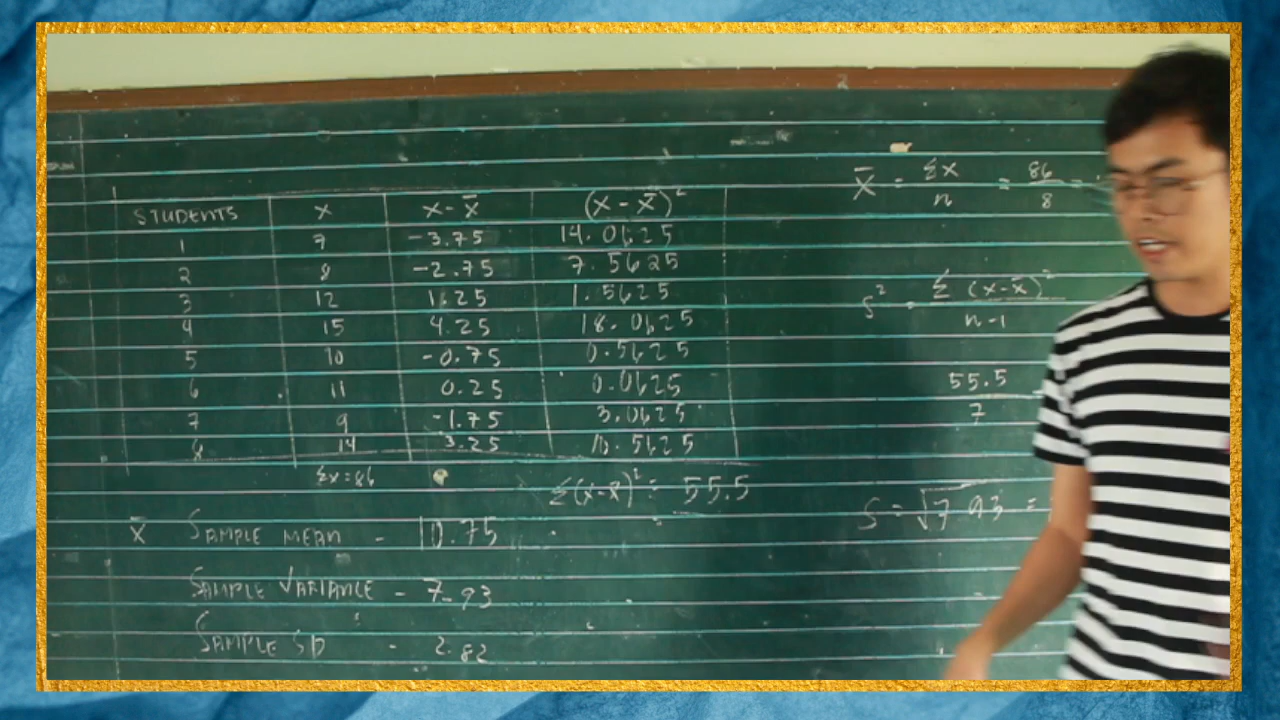 STUDENTS X X - X̄ (X - X̄)²
1 7 -3.75 14.0625
2 8 -2.75 7.5625
3 12 1.25 1.5625
4 15 4.25 18.0625
5 10 -0.75 0.5625
6 11 0.25 0.0625
7 9 -1.75 3.0625
8 14 3.25 10.5625
Σx = 86
Σ(x-x̄)² = 55.5
X̄ SAMPLE MEAN - 10.75
SAMPLE VARIANCE - 7.93
SAMPLE SD - 2.82
X̄ = Σx / n = 86 / 8 =
S² = Σ (x-x̄)² / n-1
55.5
7
S = √7.93 =